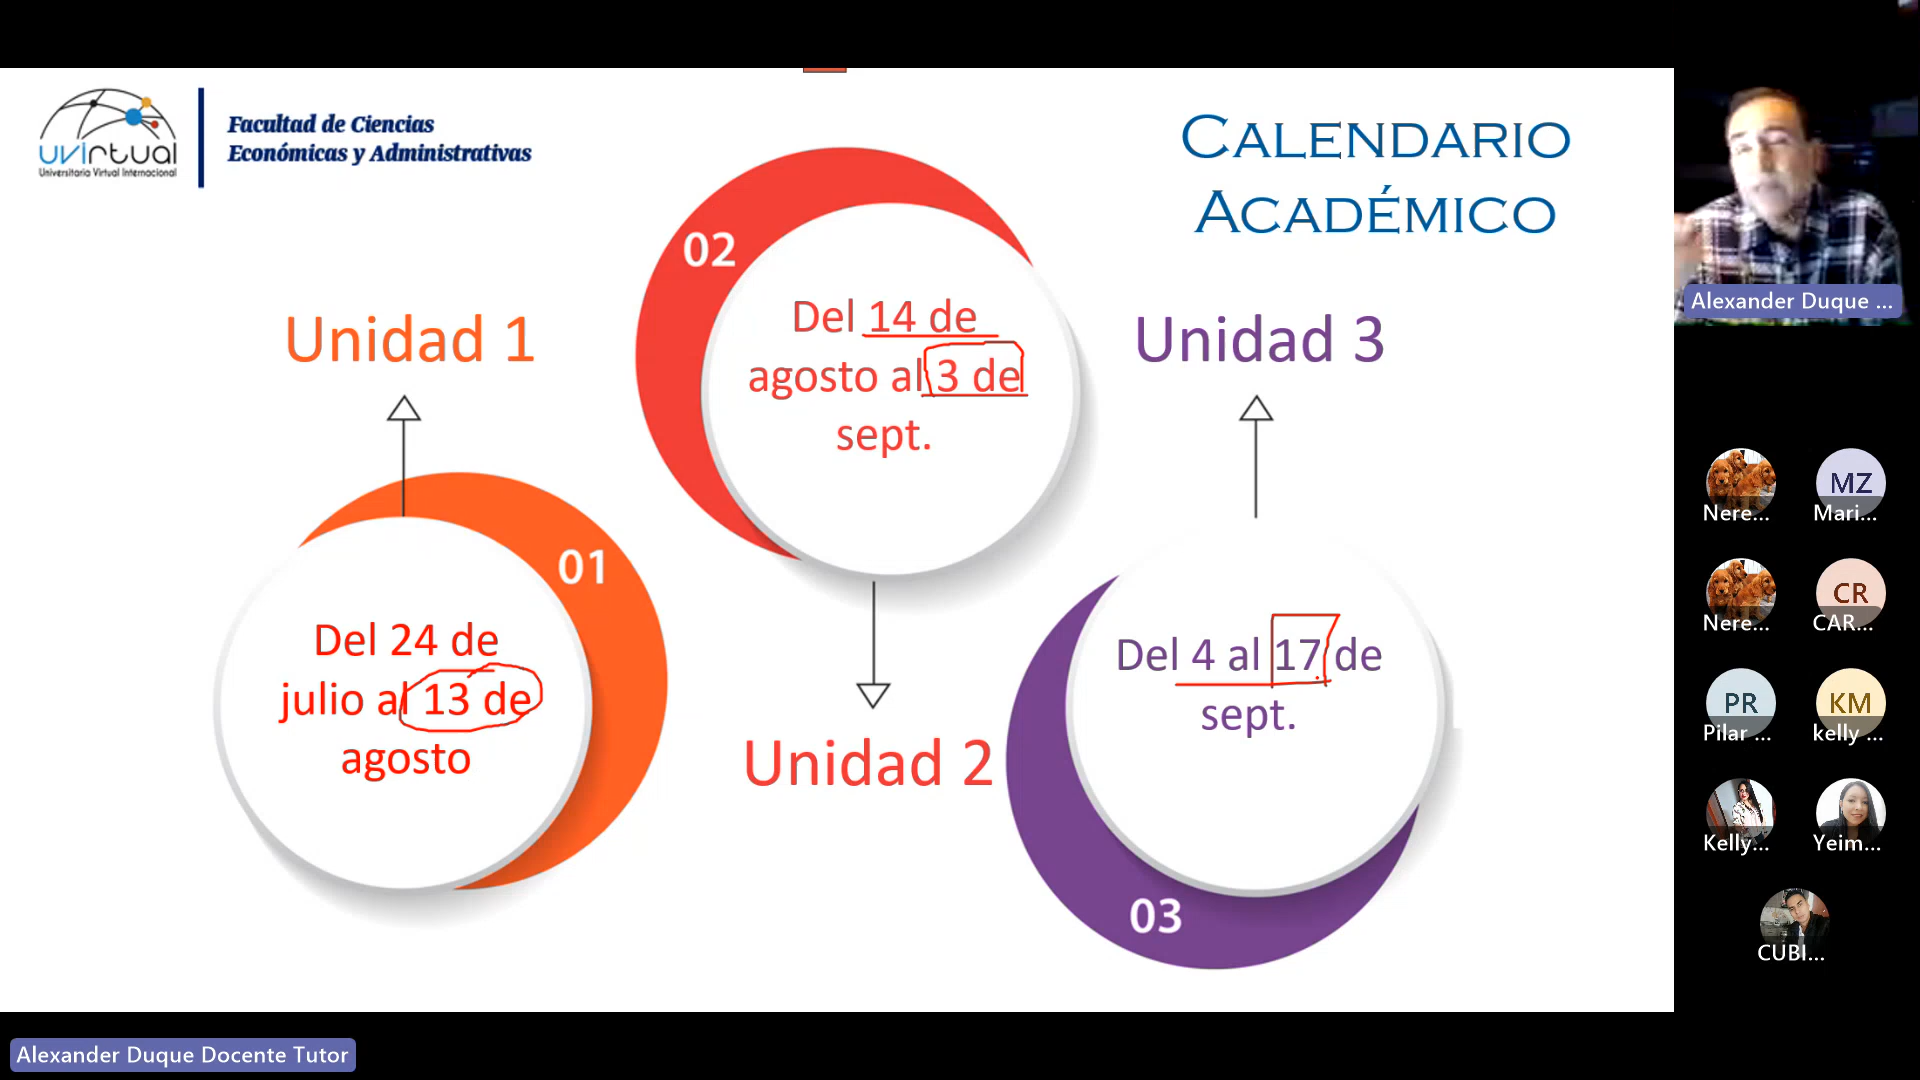 uvirtual
Universitaria Virtual Internacional
Facultad de Ciencias
Económicas y Administrativas
CALENDARIO
ACADÉMICO
Unidad 1
01
Del 24 de
julio al 13 de
agosto
02
Del 14 de
agosto al 3 de
sept.
Unidad 2
Unidad 3
Del 4 al 17 de
sept.
03
Alexander Duque ...
Nere...
MZ
Mari...
Nere...
CR
CAR...
PR
Pilar ...
KM
kelly ...
Kelly...
Yeim...
CUBI...
Alexander Duque Docente Tutor